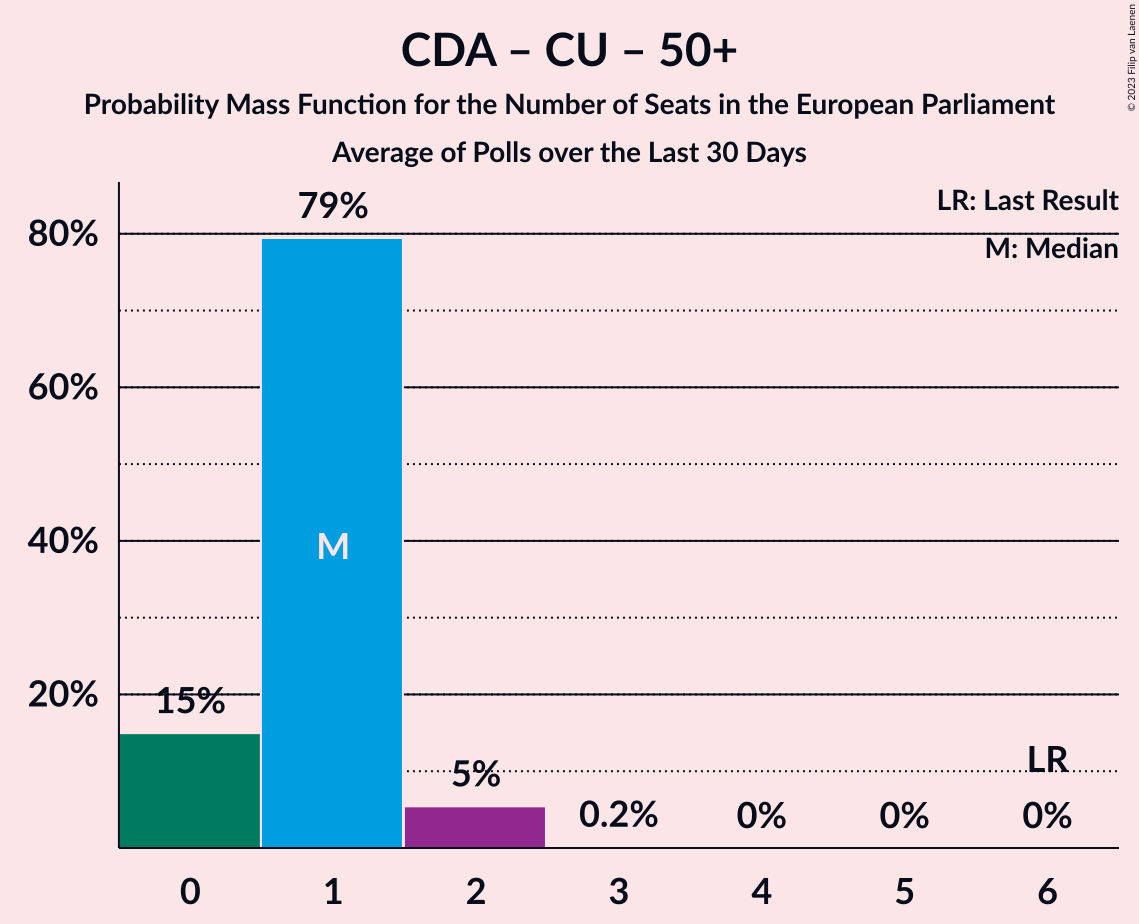 CDA – CU – 50+
Probability Mass Function for the Number of Seats in the European Parliament
Average of Polls over the Last 30 Days
© 2023 Filip van Laenen
LR: Last Result
M: Median
80%
60%
40%
20%
15%
79%
M
5%
0.2%
0%
0%
LR
0%
0 1 2 3 4 5 6